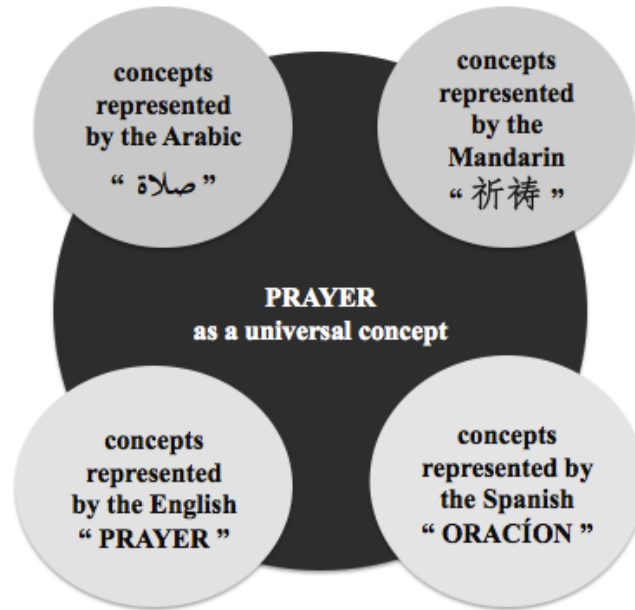 concepts
represented
by the Arabic
“ صلاة ”
concepts
represented
by the
Mandarin
“ 祈祷 ”
PRAYER
as a universal concept
concepts
represented
by the English
“ PRAYER ”
concepts
represented by
the Spanish
“ ORACÍON ”